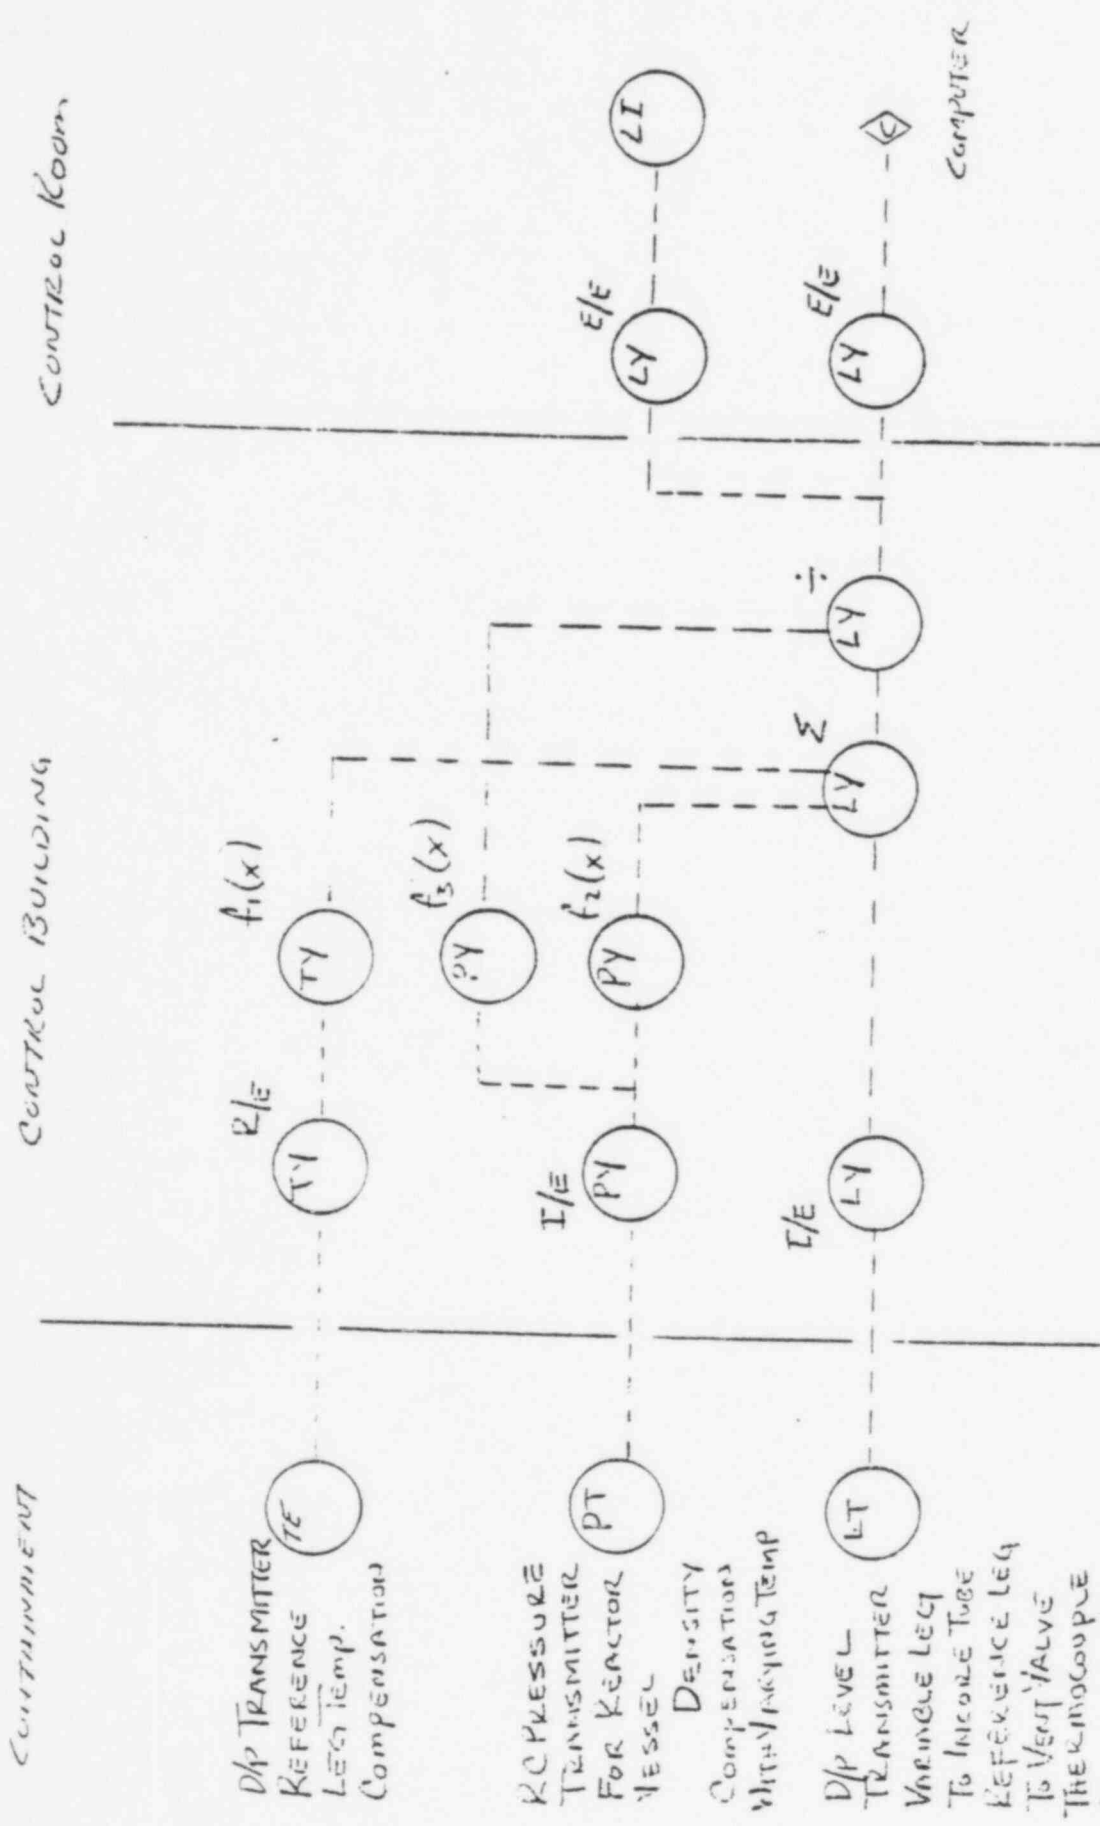 CONTAINMENT
CONTROL BUILDING
CONTROL ROOM
D/P TRANSMITTER
REFERENCE
LEG TEMP.
COMPENSATION
TE
R/E
TY
f₁(x)
TY
RC PRESSURE
TRANSMITTER
FOR REACTOR
VESSEL
DENSITY
COMPENSATION
WITH VARYING TEMP
PT
I/E
PY
f₃(x)
PY
f₂(x)
PY
E/E
LY
LI
D/P LEVEL
TRANSMITTER
VARIABLE LEG
TO INCORE TUBE
REFERENCE LEG
TO VENT VALVE
THERMOCOUPLE
LT
I/E
LY
Σ
LY
÷
LY
E/E
LY
C
COMPUTER